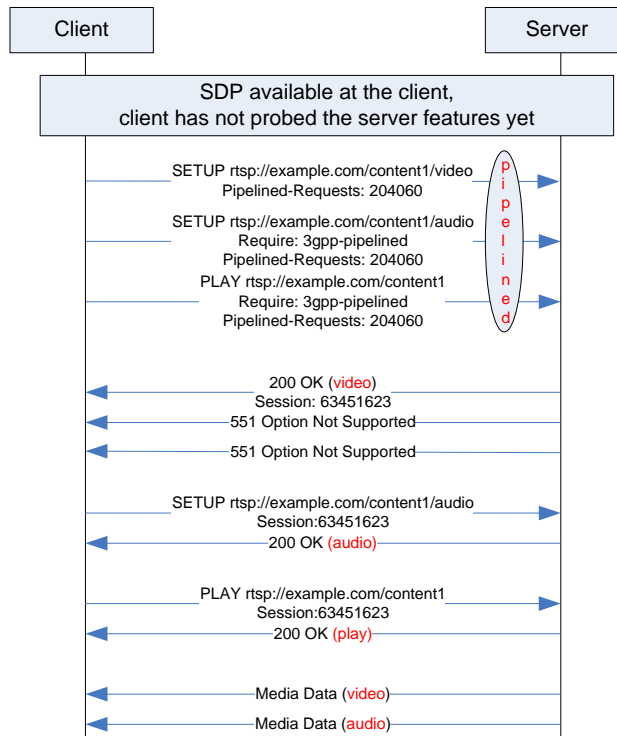 Client
Server
SDP available at the client,
client has not probed the server features yet
SETUP rtsp://example.com/content1/video
Pipelined-Requests: 204060
SETUP rtsp://example.com/content1/audio
Require: 3gpp-pipelined
Pipelined-Requests: 204060
PLAY rtsp://example.com/content1
Require: 3gpp-pipelined
Pipelined-Requests: 204060
pipelined
200 OK (video)
Session: 63451623
551 Option Not Supported
551 Option Not Supported
SETUP rtsp://example.com/content1/audio
Session:63451623
200 OK (audio)
PLAY rtsp://example.com/content1
Session:63451623
200 OK (play)
Media Data (video)
Media Data (audio)